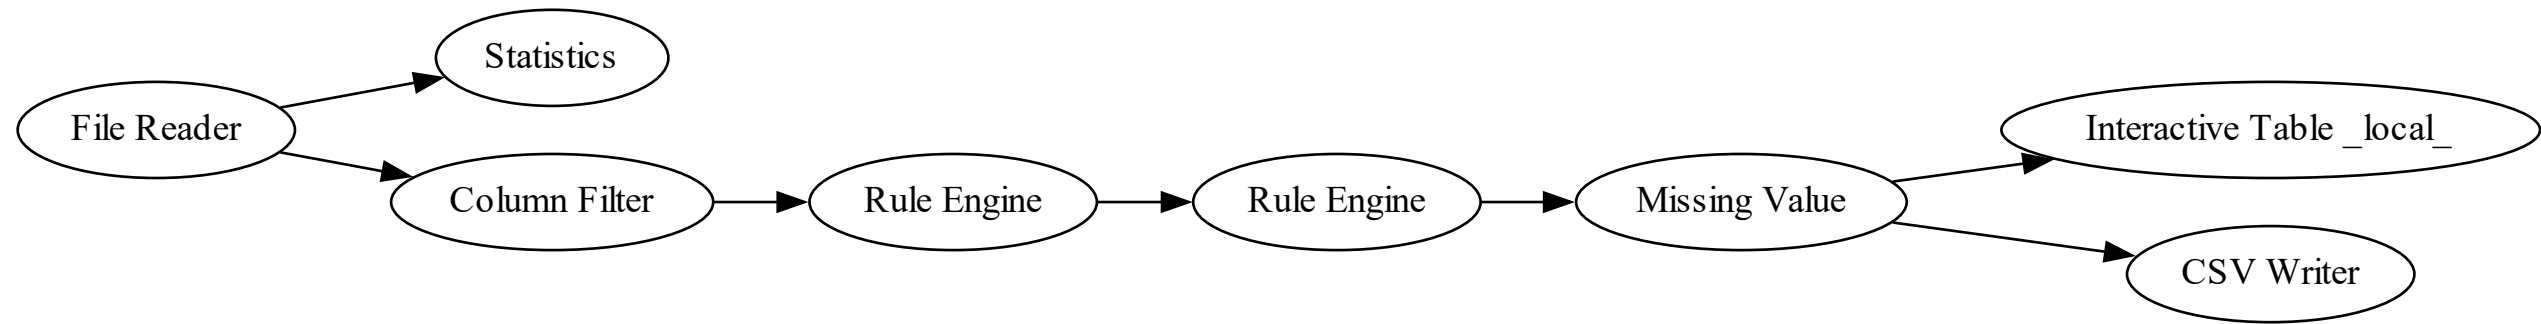 Statistics
File Reader
Column Filter
Rule Engine
Rule Engine
Missing Value
Interactive Table _local_
CSV Writer